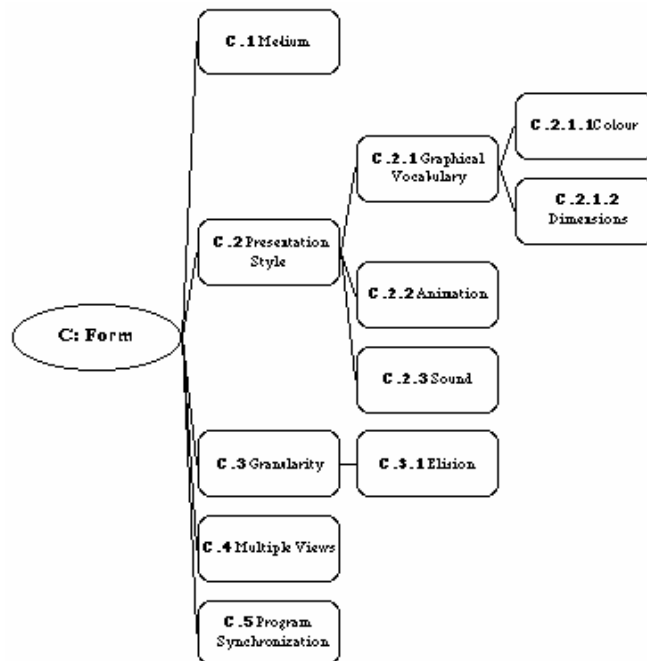 C.1 Medium
C.2.1.1 Colour
C.2.1 Graphical
Vocabulary
C.2.1.2
Dimensions
C.2 Presentation
Style
C.2.2 Animation
C: Form
C.2.3 Sound
C.3 Granularity
C.3.1 Elision
C.4 Multiple Views
C.5 Program
Synchronization